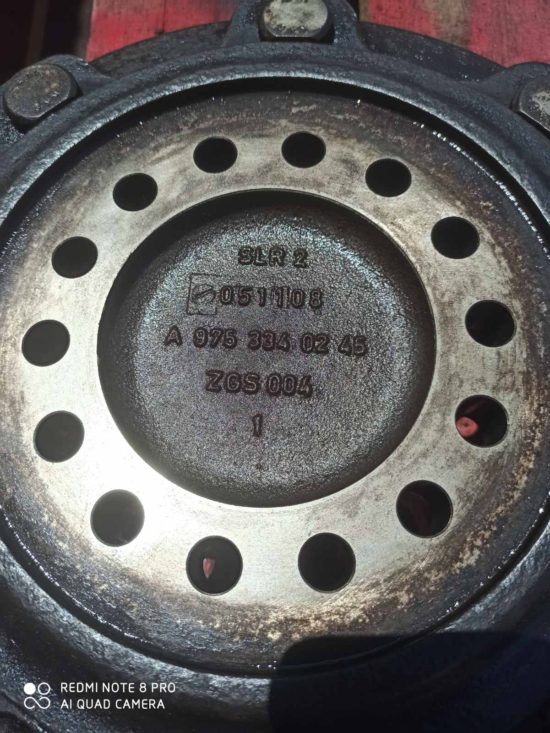 SLR 2
051108
A 975 334 02 45
ZGS 004
1
REDMI NOTE 8 PRO
AI QUAD CAMERA